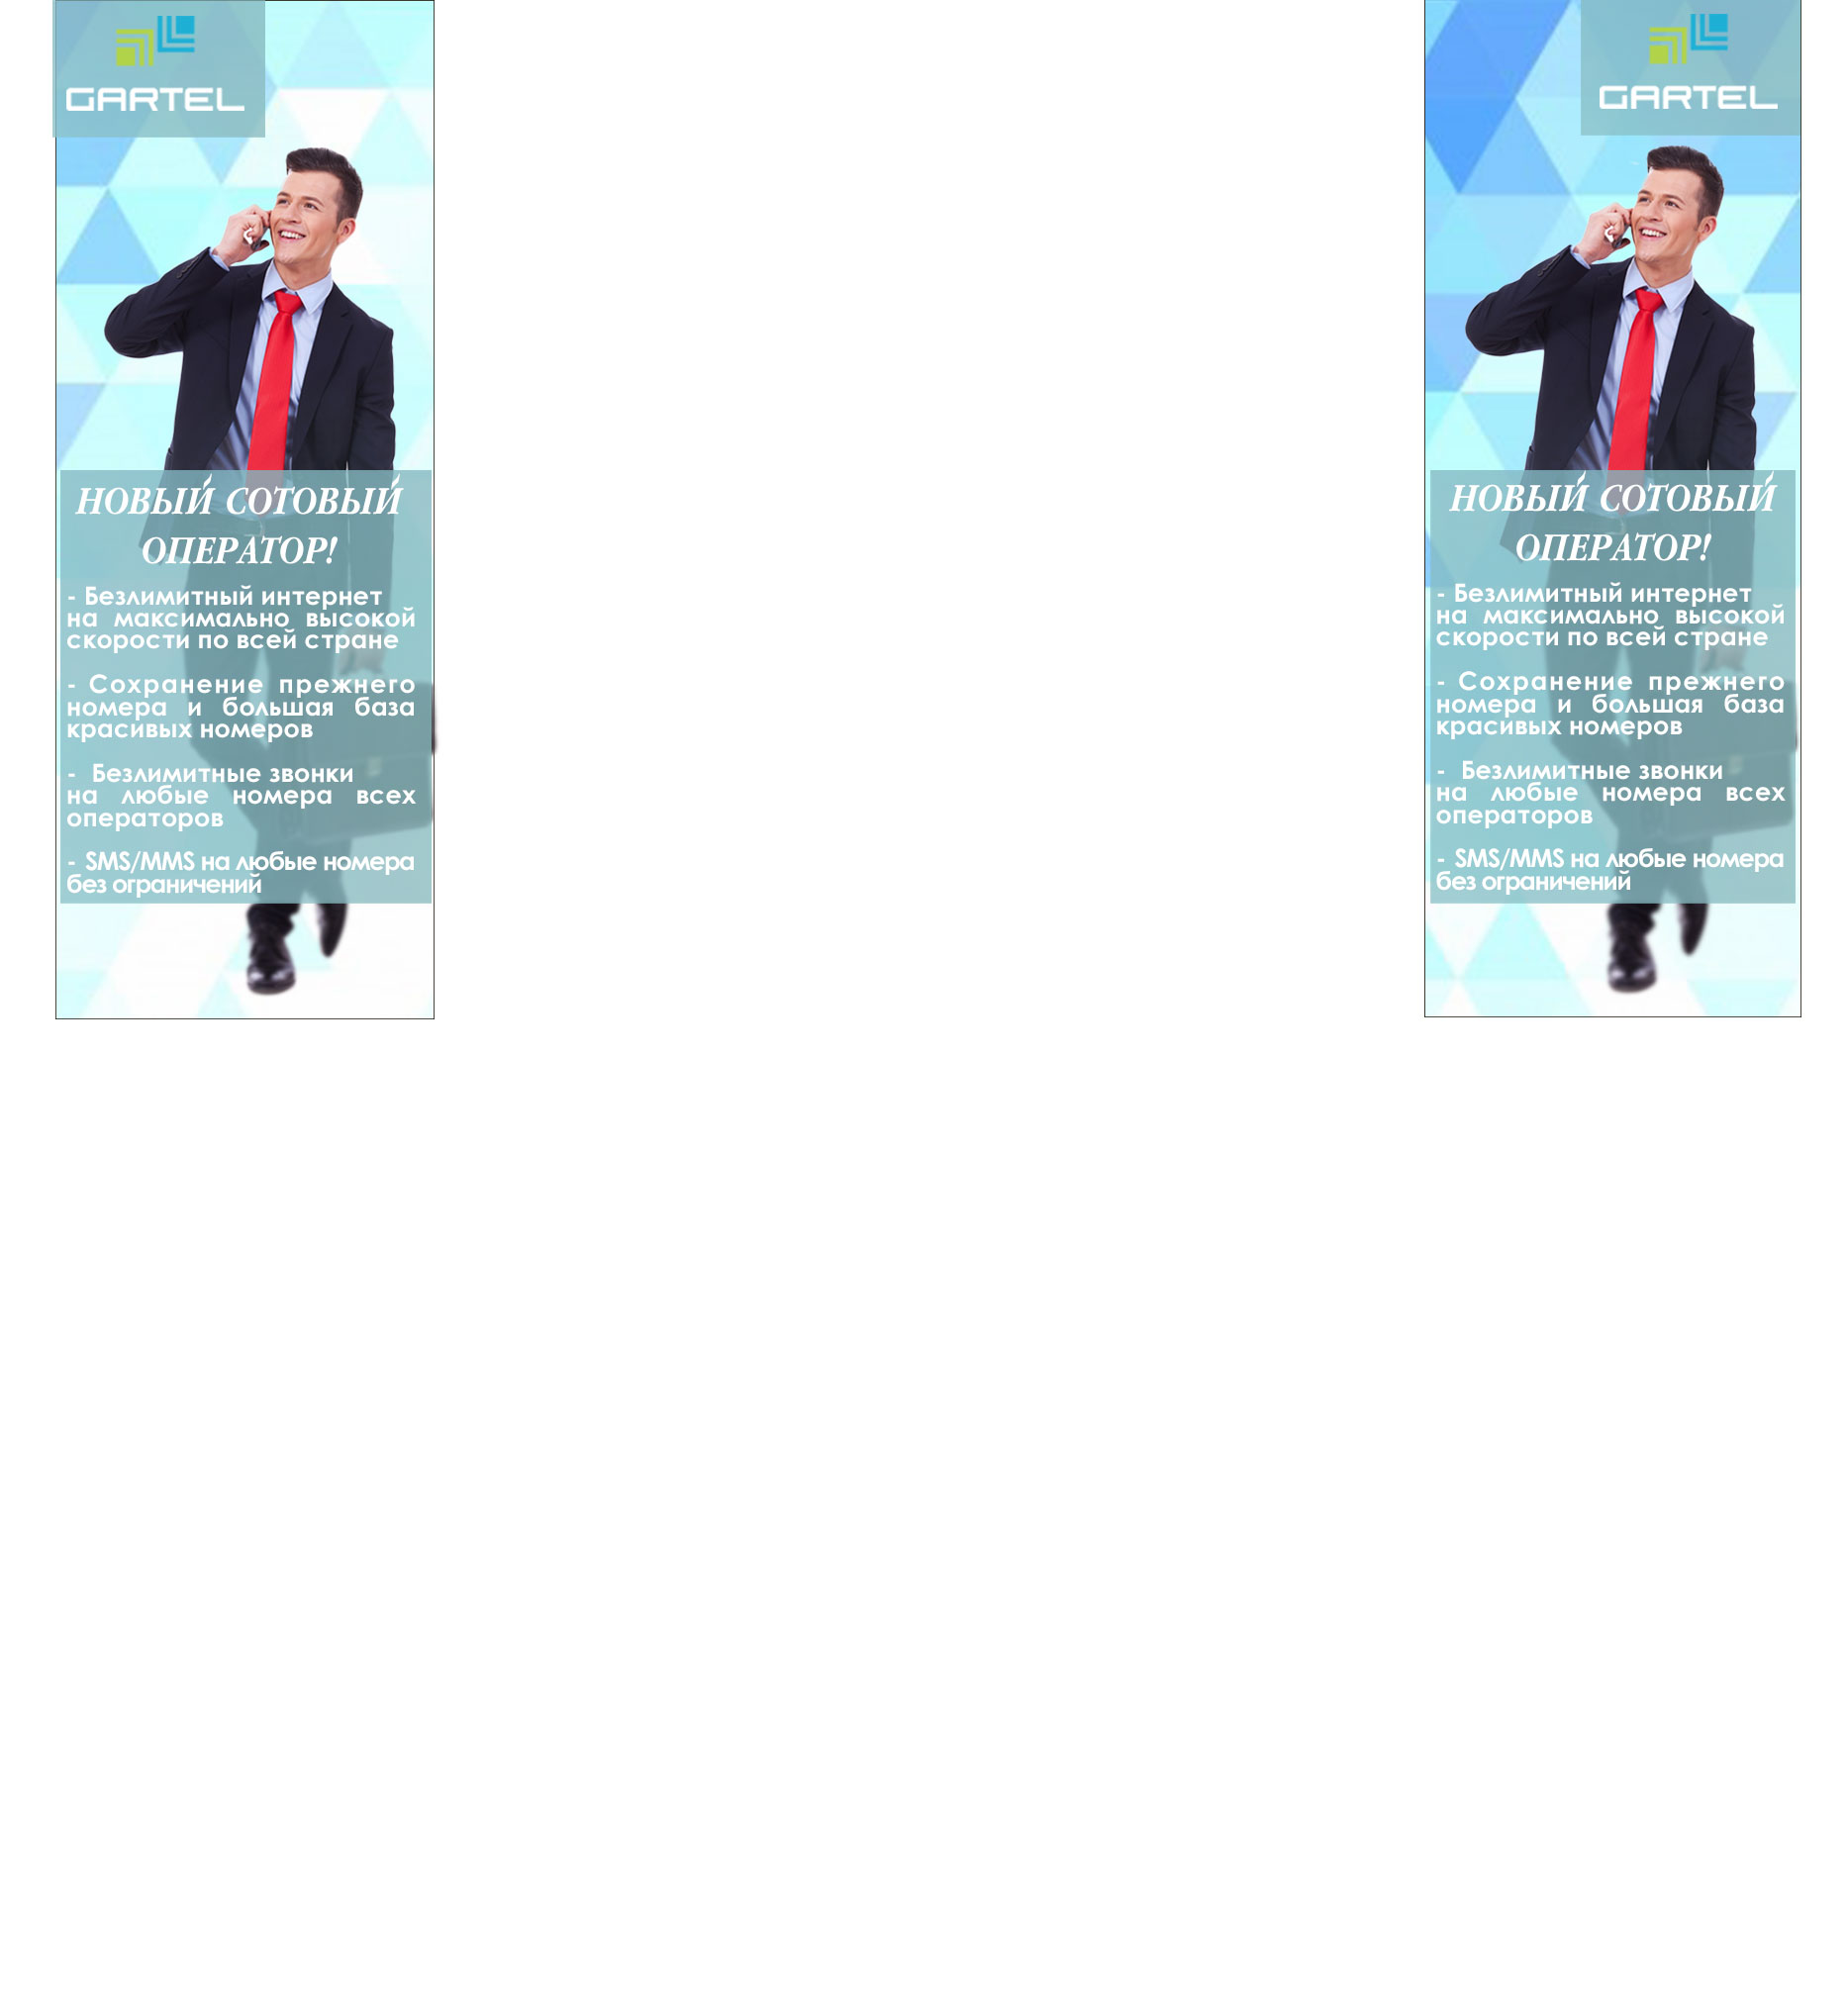 GARTEL
НОВЫЙ СОТОВЫЙ
ОПЕРАТОР!
- Безлимитный интернет
на максимально высокой
скорости по всей стране
- Сохранение прежнего
номера и большая база
красивых номеров
- Безлимитные звонки
на любые номера всех
операторов
- SMS/MMS на любые номера
без ограничений
GARTEL
НОВЫЙ СОТОВЫЙ
ОПЕРАТОР!
- Безлимитный интернет
на максимально высокой
скорости по всей стране
- Сохранение прежнего
номера и большая база
красивых номеров
- Безлимитные звонки
на любые номера всех
операторов
- SMS/MMS на любые номера
без ограничений